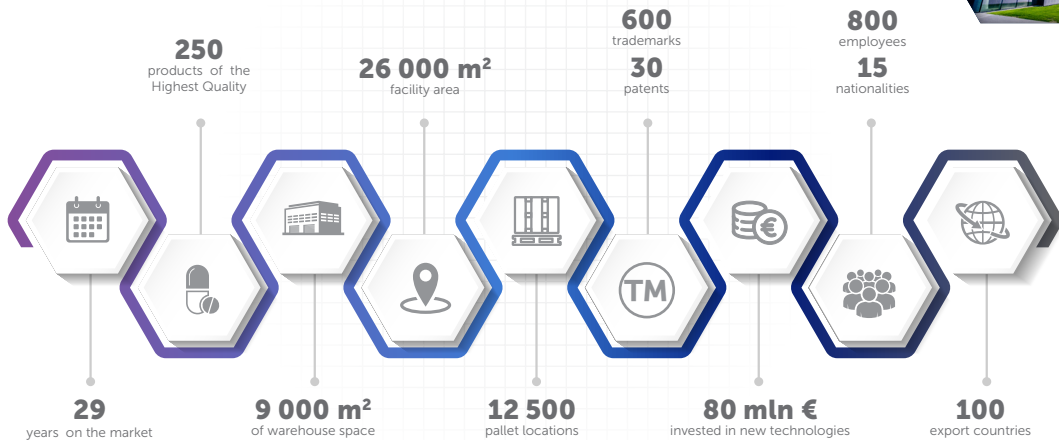 250
products of the
Highest Quality
26 000 m²
facility area
600
trademarks
30
patents
800
employees
15
nationalities
TM
29
years on the market
9 000 m²
of warehouse space
12 500
pallet locations
80 mln €
invested in new technologies
100
export countries